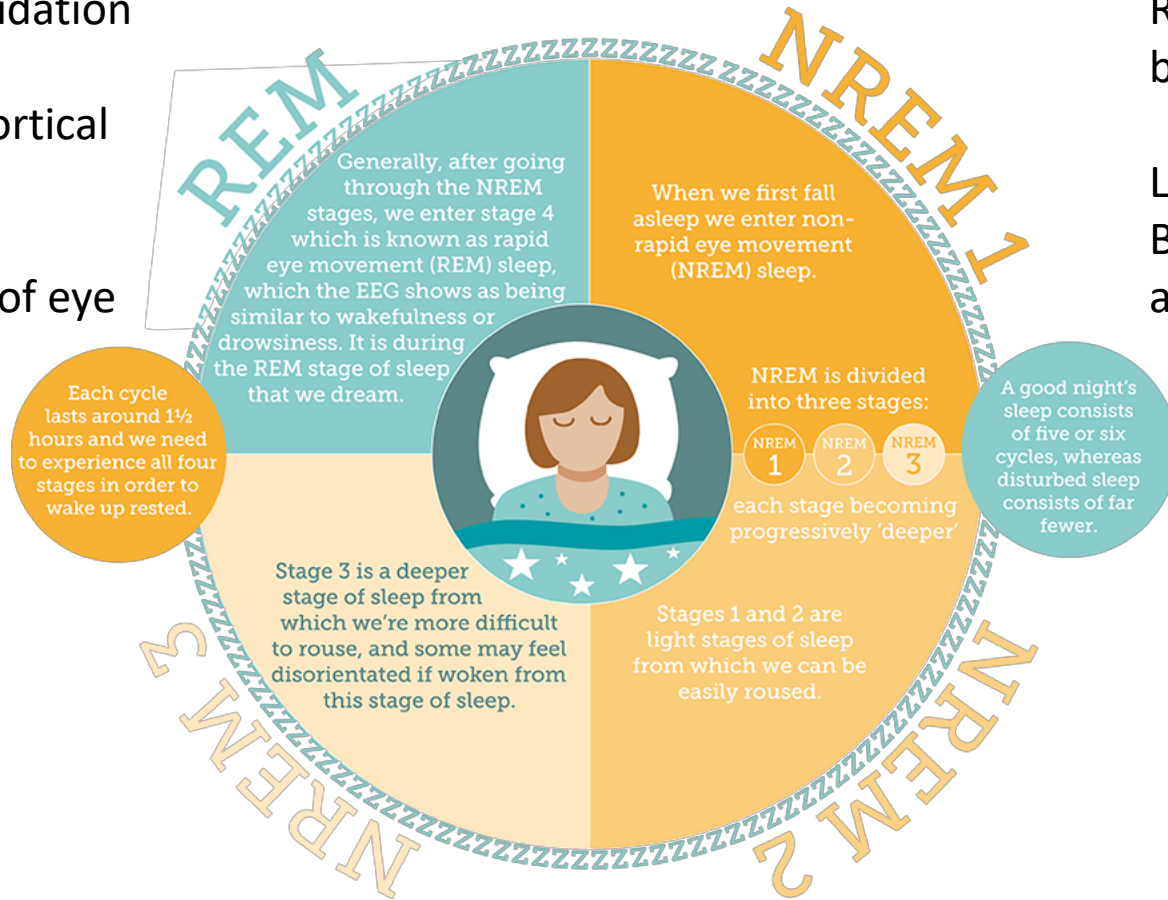 idation
ortical
of eye
R
b
L
B
a
REM
NREM 1
Generally, after going
through the NREM
stages, we enter stage 4
which is known as rapid
eye movement (REM) sleep,
which the EEG shows as being
similar to wakefulness or
drowsiness. It is during
the REM stage of sleep
that we dream.
When we first fall
asleep we enter non-
rapid eye movement
(NREM) sleep.
Each cycle
lasts around 1½
hours and we need
to experience all four
stages in order to
wake up rested.
NREM is divided
into three stages:
NREM
1
NREM
2
NREM
3
each stage becoming
progressively ‘deeper’
A good night’s
sleep consists
of five or six
cycles, whereas
disturbed sleep
consists of far
fewer.
Stage 3 is a deeper
stage of sleep from
which we’re more difficult
to rouse, and some may feel
disorientated if woken from
this stage of sleep.
Stages 1 and 2 are
light stages of sleep
from which we can be
easily roused.
NREM 3
NREM 2